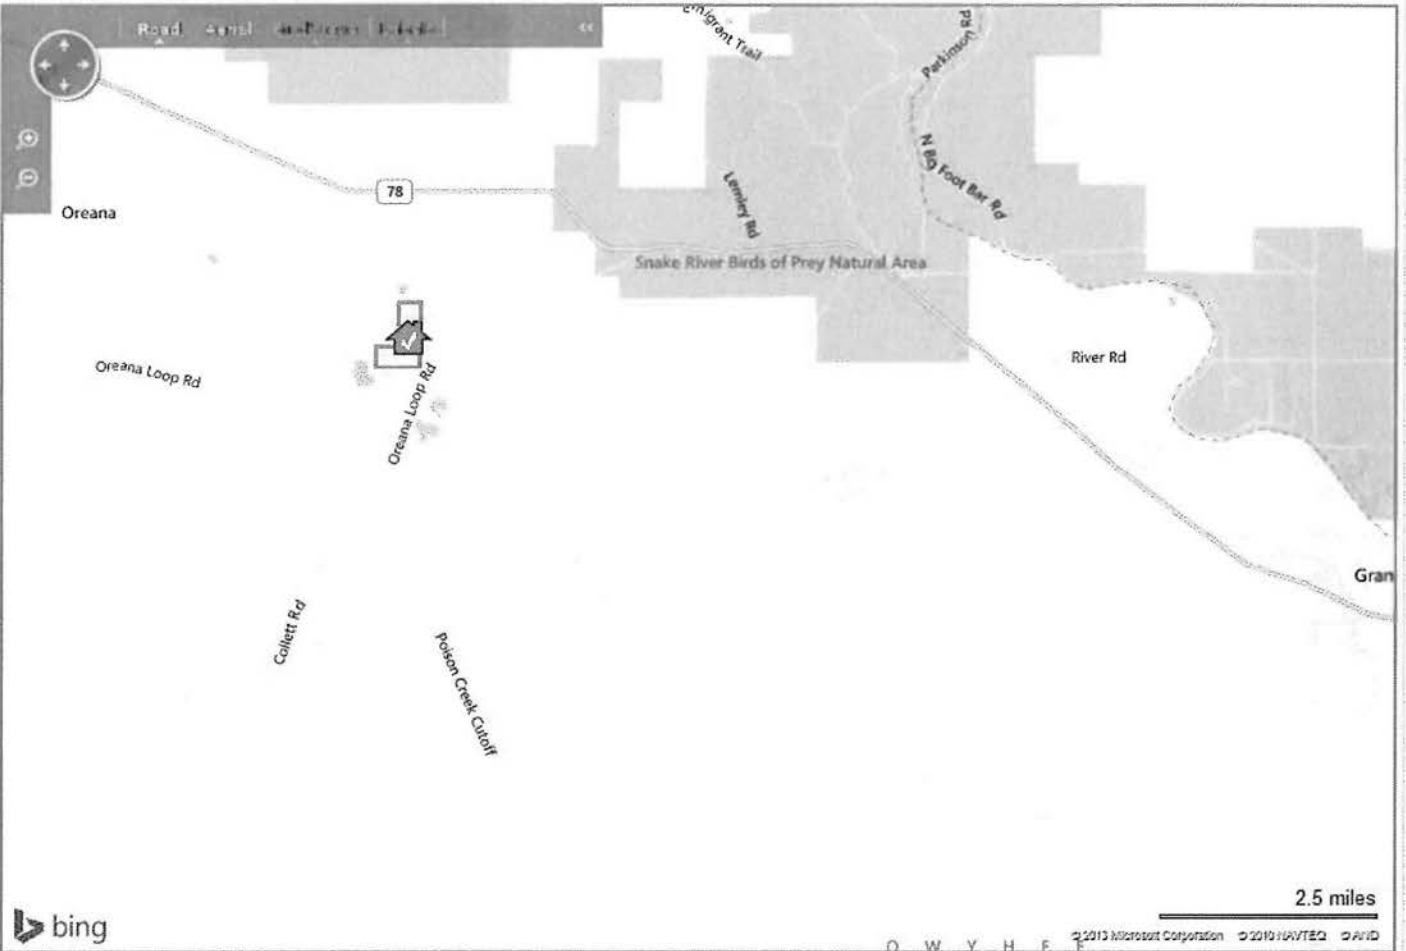 Road Aerial
Emigrant Trail
Parkinson Rd
78
N Big Foot Bar Rd
Lemley Rd
Oreana
Snake River Birds of Prey Natural Area
River Rd
Oreana Loop Rd
Oreana Loop Rd
Gran
Collett Rd
Poison Creek Cutoff
2.5 miles
bing
O W Y H E E
© 2013 Microsoft Corporation © 2010 NAVTEQ © AND